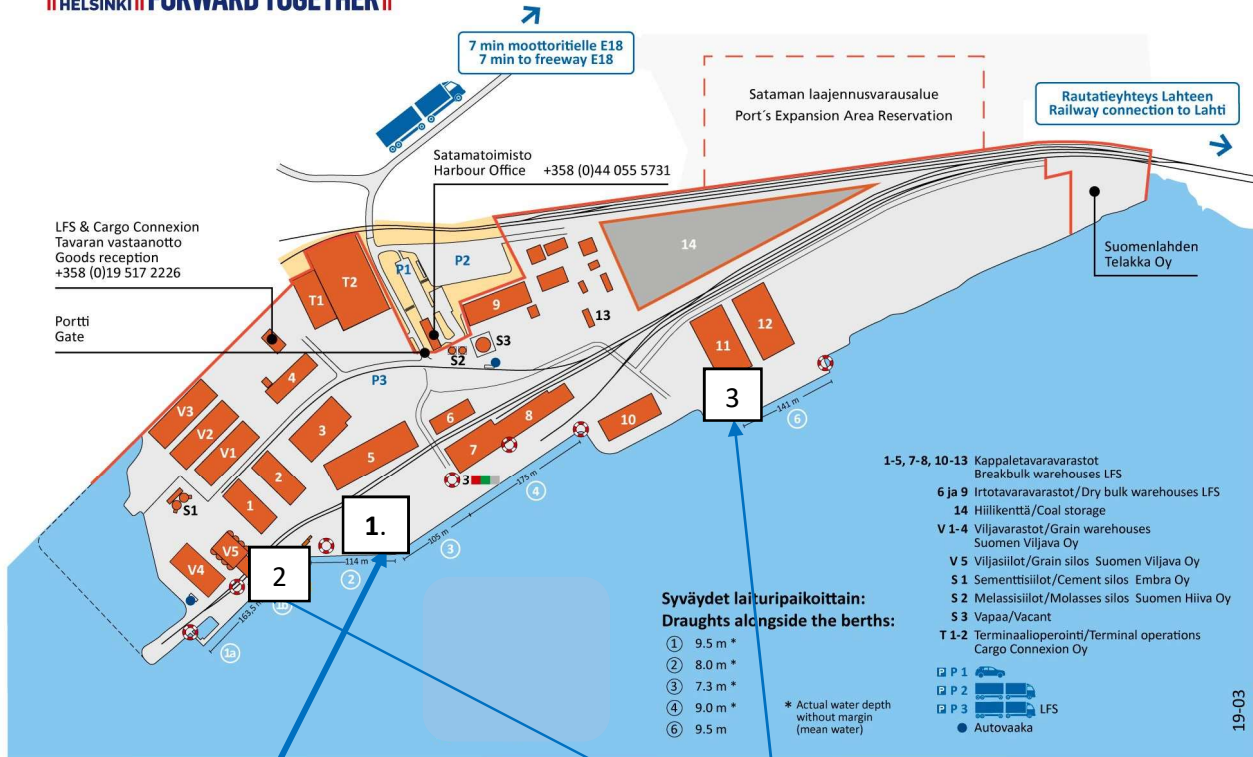 HELSINKI FORWARD TOGETHER
7 min moottoritielle E18
7 min to freeway E18
Sataman laajennusvarausalue
Port´s Expansion Area Reservation
Rautatieyhteys Lahteen
Railway connection to Lahti
Satamatoimisto
Harbour Office +358 (0)44 055 5731
LFS & Cargo Connexion
Tavaran vastaanotto
Goods reception
+358 (0)19 517 2226
Portti
Gate
Suomenlahden
Telakka Oy
14
P1
P2
T2
T1
9
13
S3
S2
12
11
4
P3
V3
V2
V1
3
6
8
7
10
5
2
1
S1
V5
V4
3
3
1.
2
141 m
6
175 m
4
105 m
3
114 m
2
163,5 m
1b
1a
1-5, 7-8, 10-13 Kappaletavaravarastot
Breakbulk warehouses LFS
6 ja 9 Irtotavaravarastot/Dry bulk warehouses LFS
14 Hiilikenttä/Coal storage
V 1-4 Viljavarastot/Grain warehouses
Suomen Viljava Oy
V 5 Viljasiilot/Grain silos Suomen Viljava Oy
S 1 Sementtisiilot/Cement silos Embra Oy
S 2 Melassisiilot/Molasses silos Suomen Hiiva Oy
S 3 Vapaa/Vacant
T 1-2 Terminaalioperointi/Terminal operations
Cargo Connexion Oy
P P 1
P P 2
P P 3 LFS
Autovaaka
Syväydet laituripaikoittain:
Draughts alongside the berths:
1 9.5 m *
2 8.0 m *
3 7.3 m *
4 9.0 m *
6 9.5 m
* Actual water depth
without margin
(mean water)
19-03